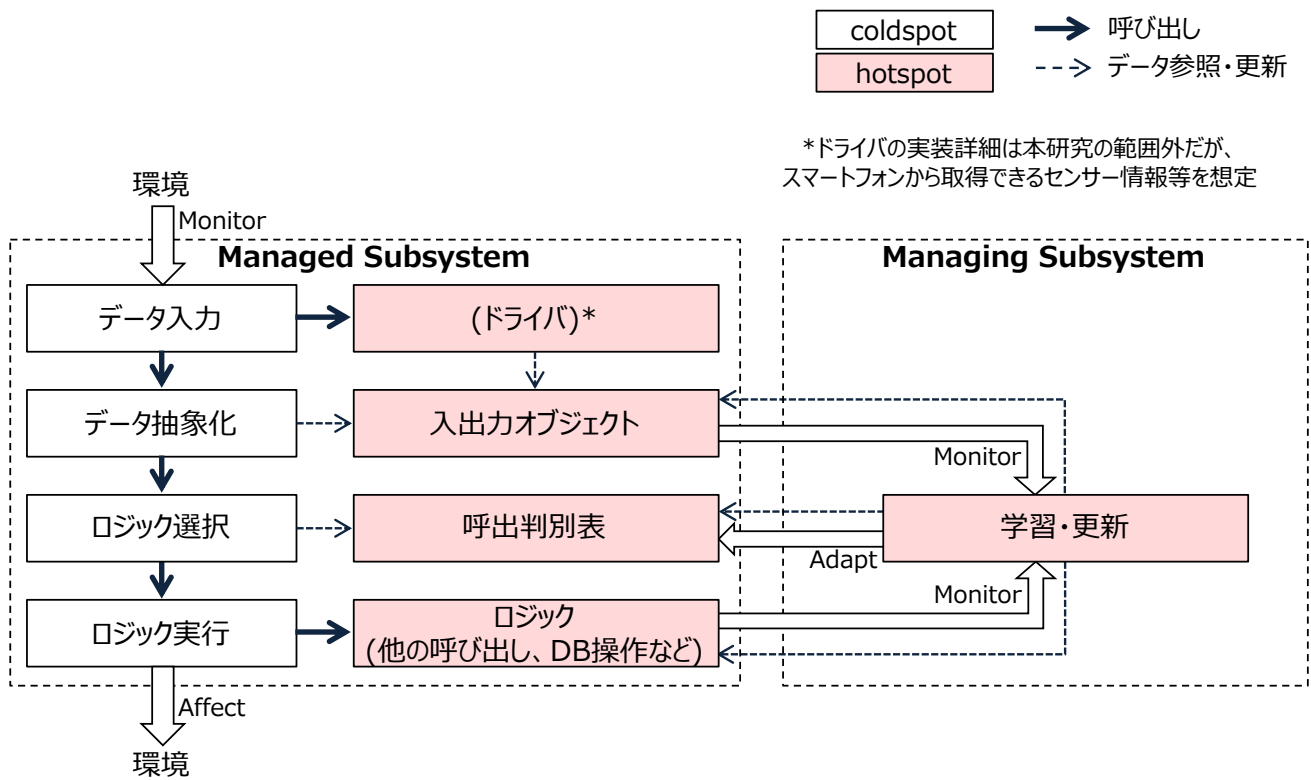 coldspot
呼び出し
hotspot
データ参照・更新
*ドライバの実装詳細は本研究の範囲外だが、
スマートフォンから取得できるセンサー情報等を想定
環境
Monitor
Managed Subsystem
Managing Subsystem
データ入力
(ドライバ)*
データ抽象化
入出力オブジェクト
Monitor
ロジック選択
呼出判別表
学習・更新
Adapt
Monitor
ロジック実行
ロジック
(他の呼び出し、DB操作など)
Affect
環境